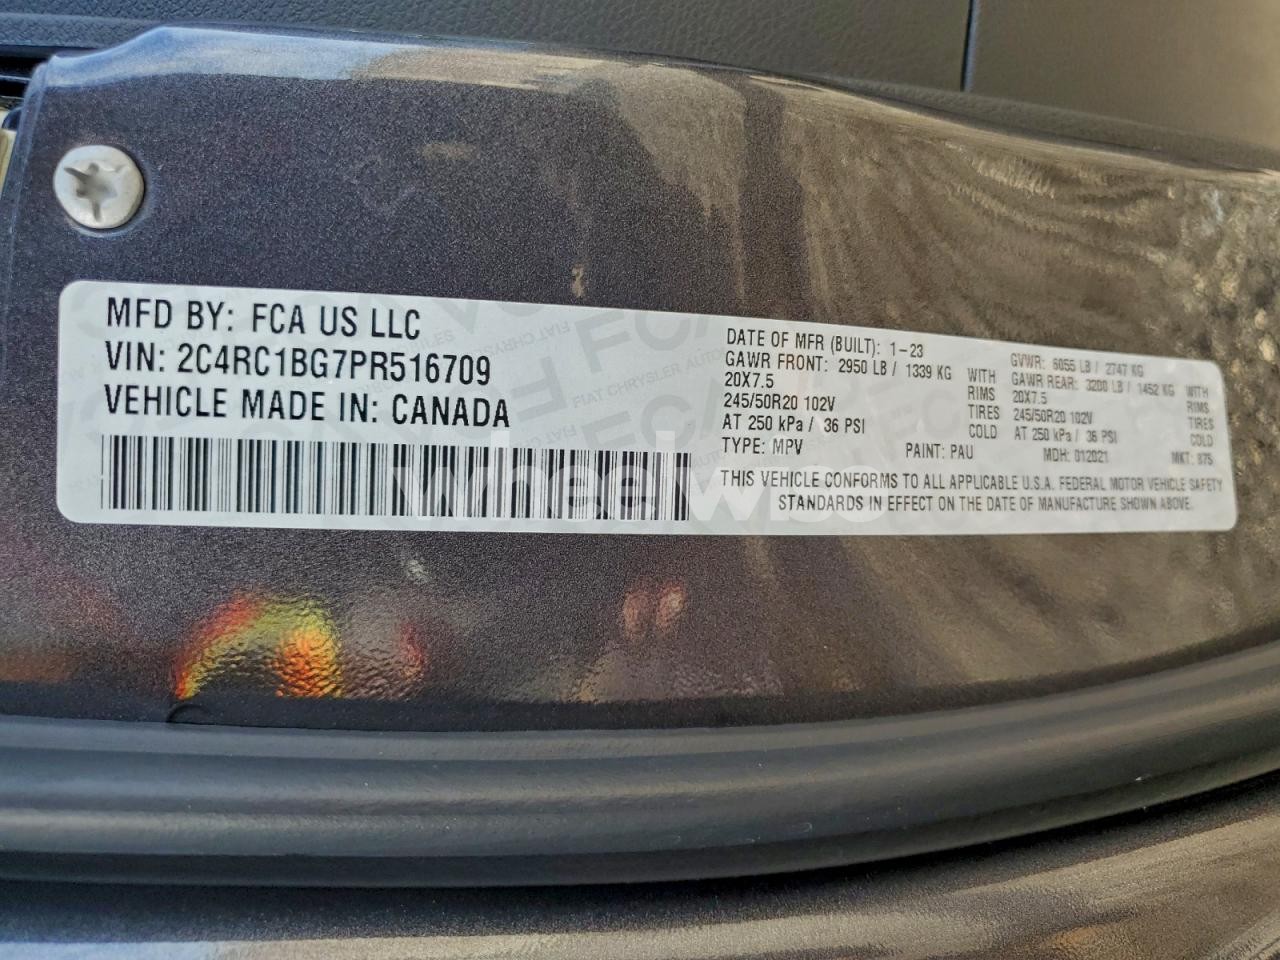 MFD BY: FCA US LLC
VIN: 2C4RC1BG7PR516709
VEHICLE MADE IN: CANADA
DATE OF MFR (BUILT): 1-23 GVWR: 6055 LB / 2747 KG
GAWR FRONT: 2950 LB / 1339 KG WITH GAWR REAR: 3200 LB / 1452 KG WITH
20X7.5 RIMS 20X7.5 RIMS
245/50R20 102V TIRES 245/50R20 102V TIRES
AT 250 kPa / 36 PSI COLD AT 250 kPa / 36 PSI COLD
TYPE: MPV PAINT: PAU MDH: 012021 MKT: 875
THIS VEHICLE CONFORMS TO ALL APPLICABLE U.S.A. FEDERAL MOTOR VEHICLE SAFETY
STANDARDS IN EFFECT ON THE DATE OF MANUFACTURE SHOWN ABOVE.